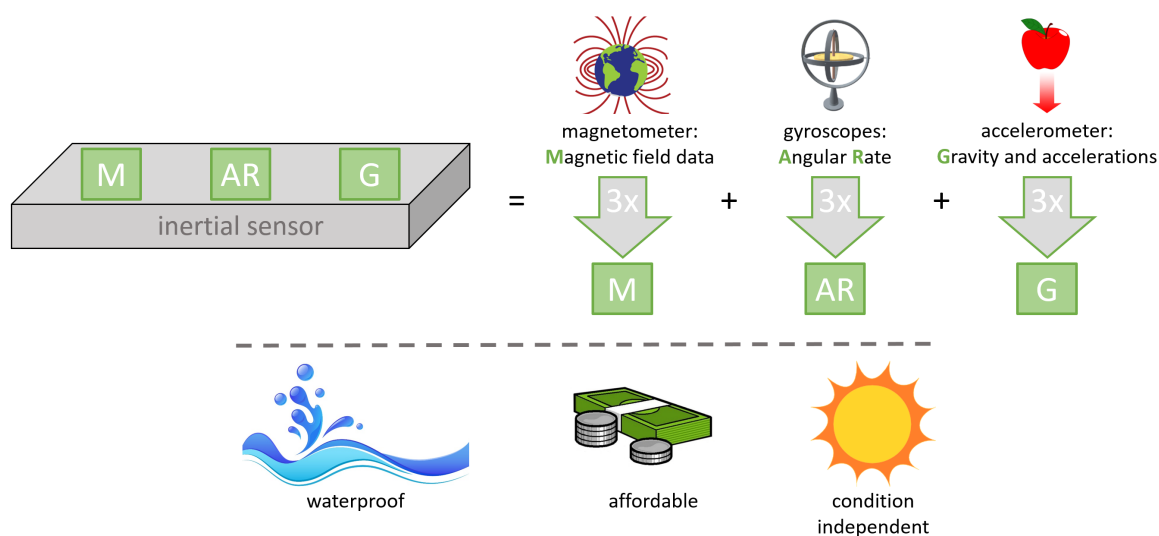 magnetometer:
Magnetic field data
gyroscopes:
Angular Rate
accelerometer:
Gravity and accelerations
M
AR
G
inertial sensor
=
3x
+
3x
+
3x
M
AR
G
waterproof
affordable
condition
independent